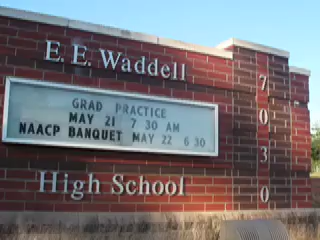 E. E. Waddell
GRAD PRACTICE
MAY 21 7 30 AM
NAACP BANQUET MAY 22 6 30
High School
7030